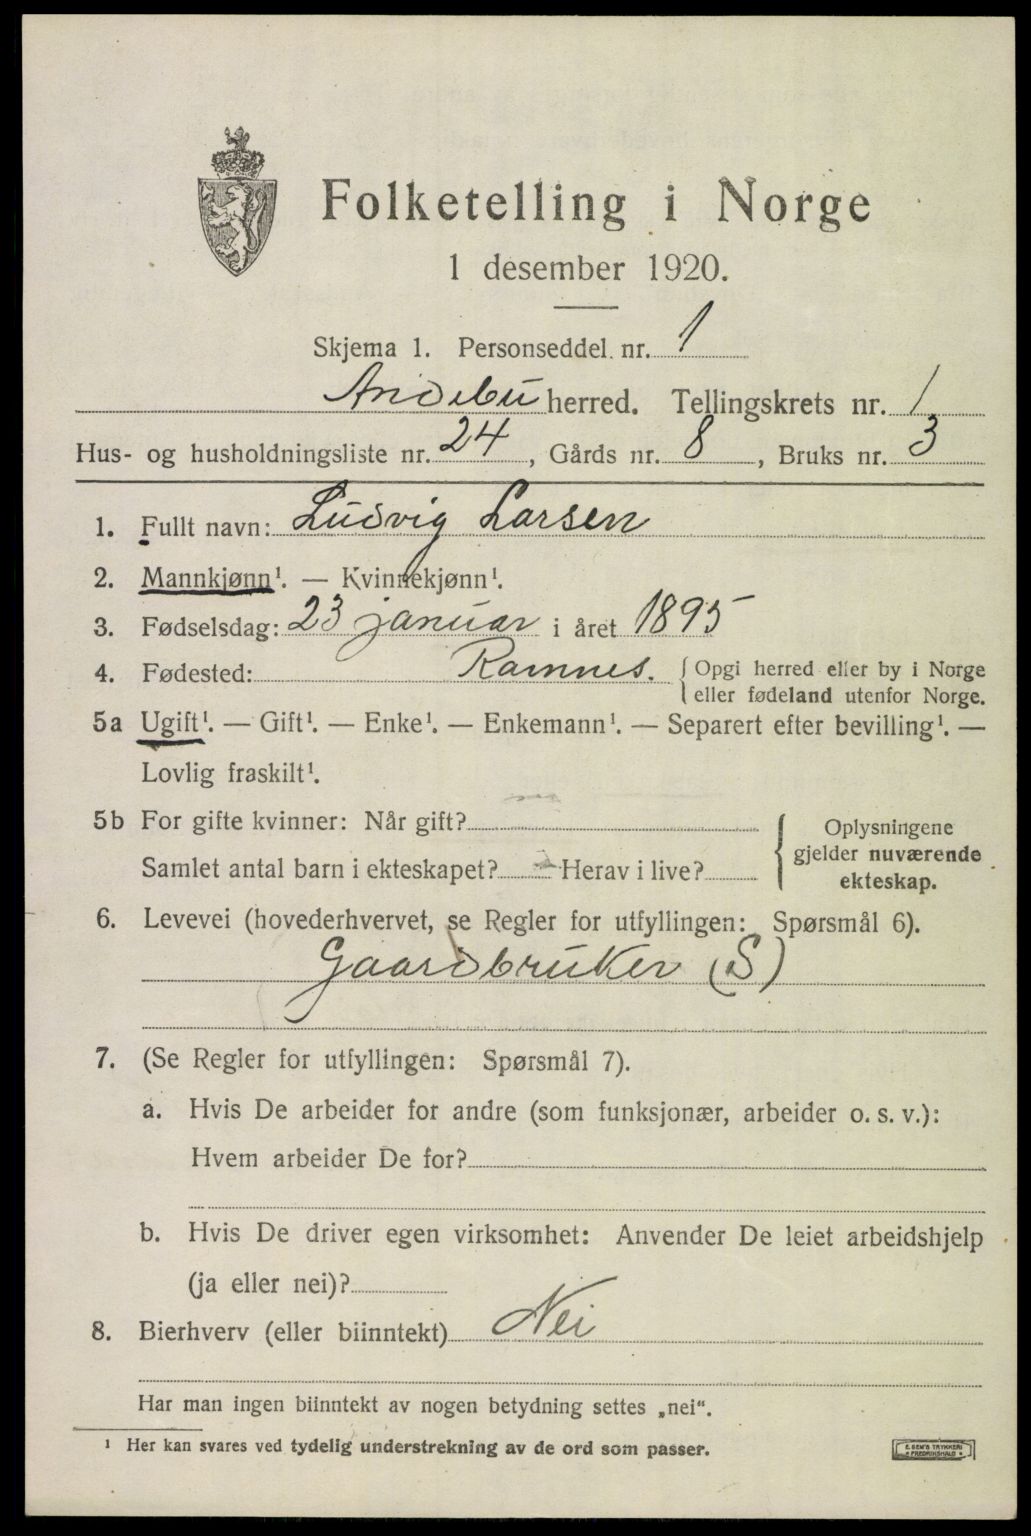 Folketelling i Norge
1 desember 1920.
Skjema 1. Personseddel nr. 1
Andebu herred. Tellingskrets nr. 1
Hus- og husholdningsliste nr. 24, Gårds nr. 8, Bruks nr. 3
1. Fullt navn: Ludvig Larsen
2. Mannkjønn¹. — Kvinnekjønn¹.
3. Fødselsdag: 23 januar i året 1895
4. Fødested: Ramnes. Opgi herred eller by i Norge
eller fødeland utenfor Norge.
5a Ugift¹. — Gift¹. — Enke¹. — Enkemann¹. — Separert efter bevilling¹. —
Lovlig fraskilt¹.
5b For gifte kvinner: Når gift?
Samlet antal barn i ekteskapet? Herav i live?
Oplysningene
gjelder nuværende
ekteskap.
6. Levevei (hovederhvervet, se Regler for utfyllingen: Spørsmål 6).
Gaardbruker (S)
7. (Se Regler for utfyllingen: Spørsmål 7).
a. Hvis De arbeider for andre (som funksjonær, arbeider o. s. v.):
Hvem arbeider De for?
b. Hvis De driver egen virksomhet: Anvender De leiet arbeidshjelp
(ja eller nei)?
8. Bierhverv (eller biinntekt) Nei
Har man ingen biinntekt av nogen betydning settes „nei".
¹ Her kan svares ved tydelig understrekning av de ord som passer.
E. SEM'S TRYKKERI
FREDRIKSHALD